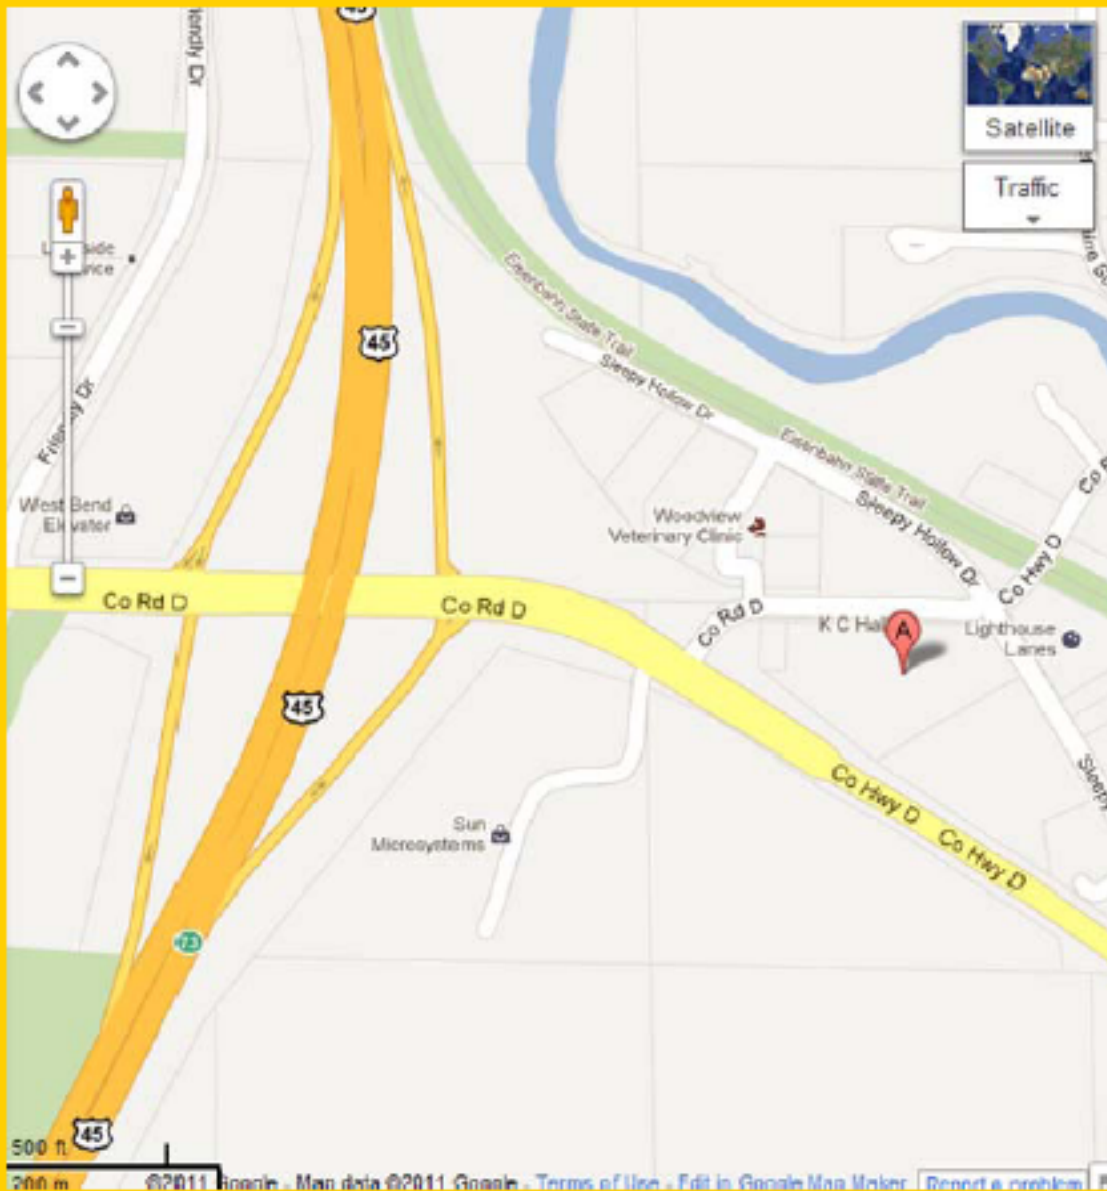 45
Satellite
Traffic
45
Eisenbahn State Trail
Sleepy Hollow Dr
Friendly Dr
Eisenbahn State Trail
Sleepy Hollow Dr
West Bend
Elevator
Woodview
Veterinary Clinic
Co Hwy D
Co Rd D
Co Rd D
Co Rd D
K C Hall
A
Lighthouse
Lanes
45
Sleepy
Co Hwy D
Co Hwy D
Sun
Microsystems
73
45
500 ft
200 m
©2011 Google - Map data ©2011 Google - Terms of Use - Edit in Google Map Maker
Report a problem